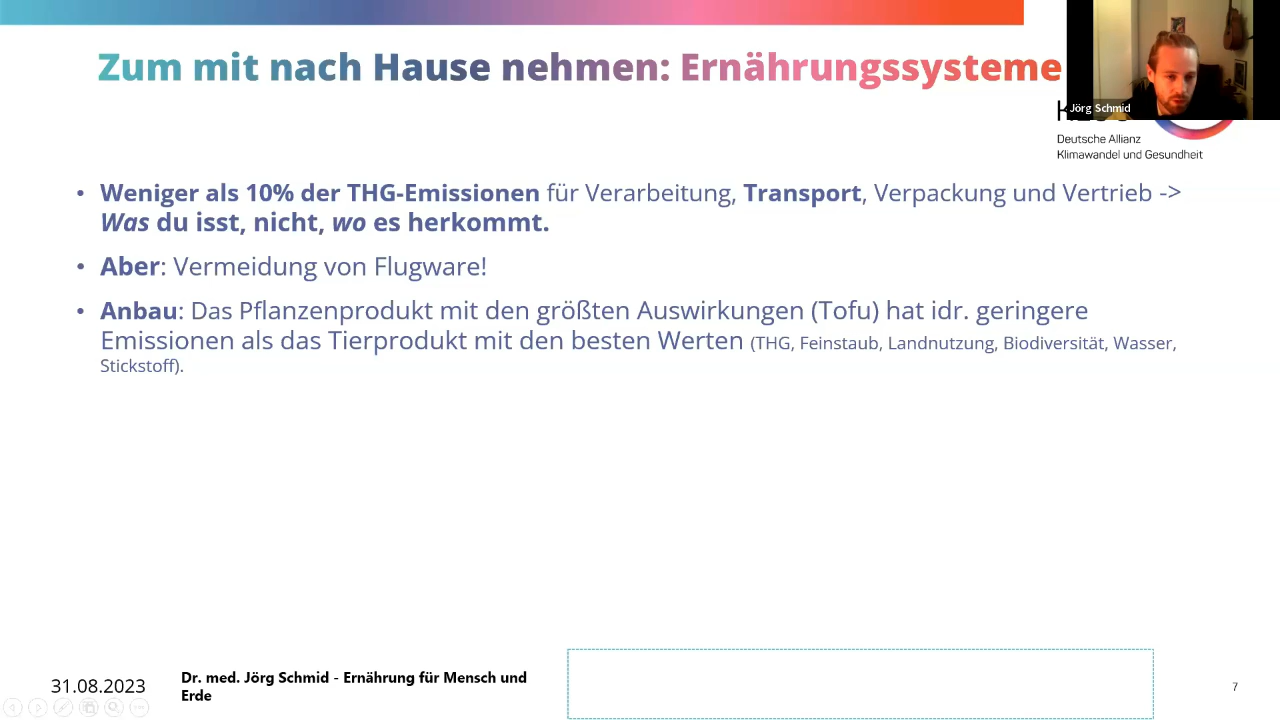 Zum mit nach Hause nehmen: Ernährungssysteme
Jörg Schmid
Deutsche Allianz
Klimawandel und Gesundheit
• Weniger als 10% der THG-Emissionen für Verarbeitung, Transport, Verpackung und Vertrieb ->
Was du isst, nicht, wo es herkommt.
• Aber: Vermeidung von Flugware!
• Anbau: Das Pflanzenprodukt mit den größten Auswirkungen (Tofu) hat idr. geringere
Emissionen als das Tierprodukt mit den besten Werten (THG, Feinstaub, Landnutzung, Biodiversität, Wasser,
Stickstoff).
31.08.2023
Dr. med. Jörg Schmid - Ernährung für Mensch und
Erde
7